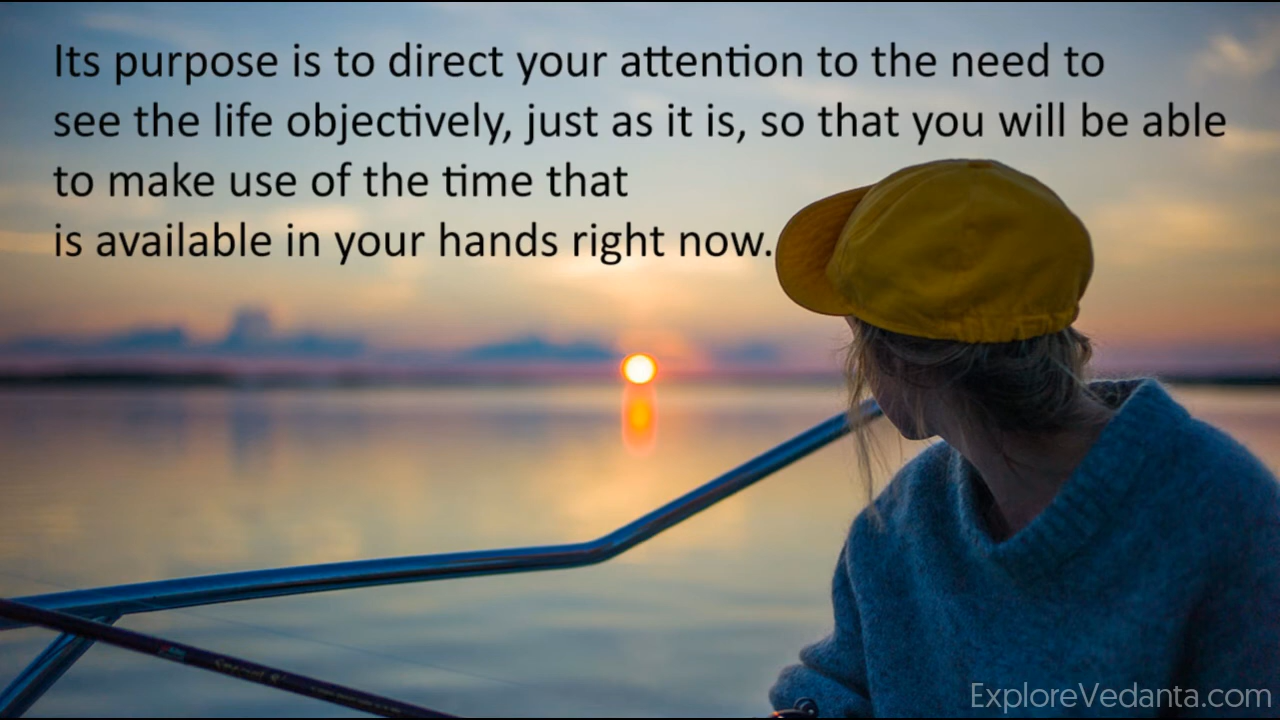 Its purpose is to direct your attention to the need to
see the life objectively, just as it is, so that you will be able
to make use of the time that
is available in your hands right now.
ExploreVedanta.com